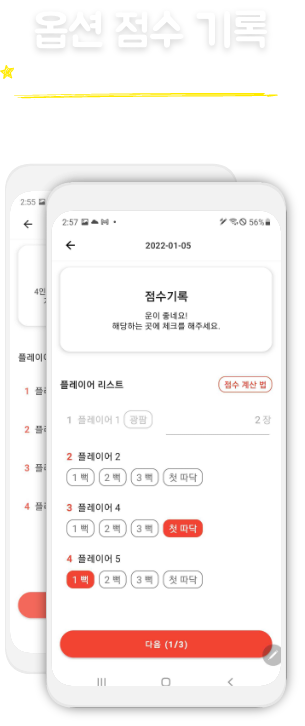 옵션 점수 기록
2:55
2:57 56%
2022-01-05
4인
점수기록
운이 좋네요!
해당하는 곳에 체크를 해주세요.
플레이어
플레이어 리스트 점수 계산 법
1 플레
1 플레이어 1 광팜 2 장
2 플레
2 플레이어 2
1 뻑 2 뻑 3 뻑 첫 따닥
3 플레
3 플레이어 4
1 뻑 2 뻑 3 뻑 첫 따닥
4 플레
4 플레이어 5
1 뻑 2 뻑 3 뻑 첫 따닥
다음 (1/3)